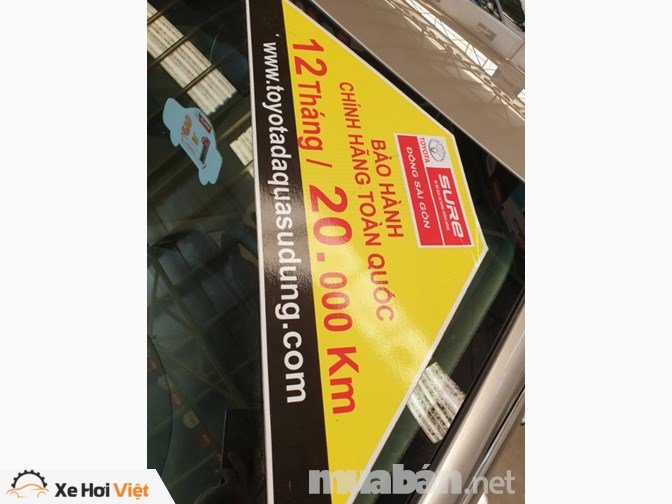 TOYOTA
SURE
ĐÔNG SÀI GÒN
BẢO HÀNH
CHÍNH HÃNG TOÀN QUỐC
12 Tháng / 20.000 Km
www.toyotadaquasudung.com
Xe Hơi Việt
muabán.net